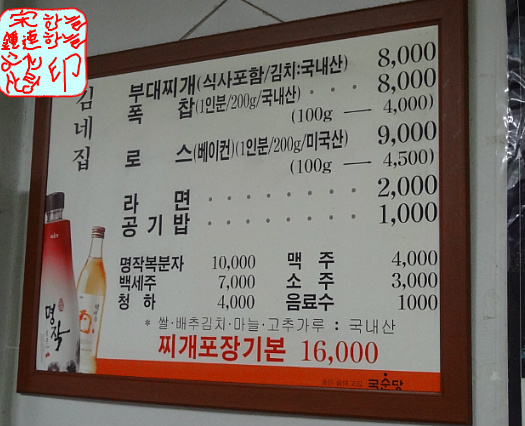 김네집
부대찌개(식사포함/김치:국내산) 8,000
폭찹(1인분/200g/국내산) · · · 8,000
(100g — 4,000)
로스(베이컨)(1인분/200g/미국산) 9,000
(100g — 4,500)
라면 · · · · · · · · 2,000
공기밥 · · · · · · · · 1,000
명작복분자 10,000 맥주 4,000
백세주 7,000 소주 3,000
청하 4,000 음료수 1000
* 쌀·배추김치·마늘·고추가루 : 국내산
찌개포장기본 16,000
국순당
명작